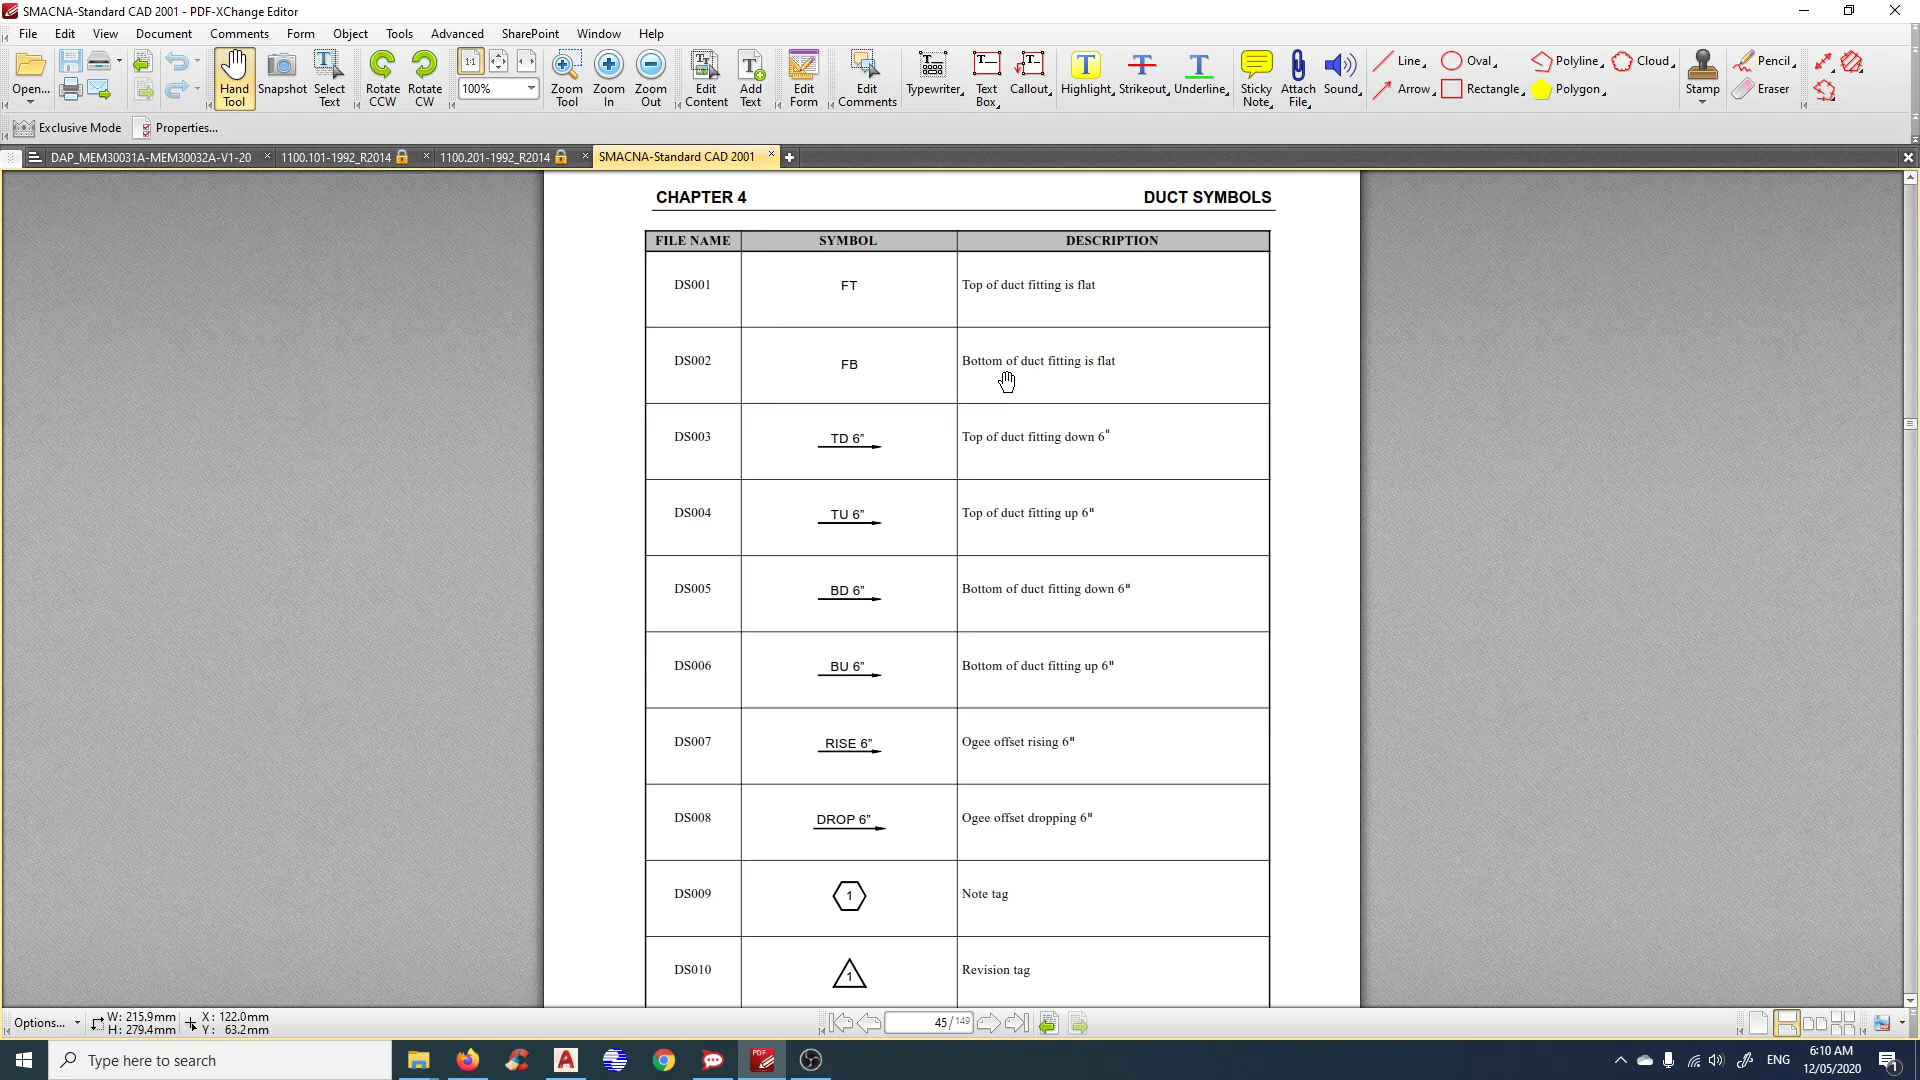 SMACNA-Standard CAD 2001 - PDF-XChange Editor
File Edit View Document Comments Form Object Tools Advanced SharePoint Window Help
Open... Hand Tool Snapshot Select Text Rotate CCW Rotate CW 1:1 100% Zoom Tool Zoom In Zoom Out Edit Content Add Text Edit Form Edit Comments Typewriter Text Box Callout Highlight Strikeout Underline Sticky Note Attach File Sound Line Arrow Oval Rectangle Polyline Polygon Cloud Stamp Pencil Eraser
Exclusive Mode Properties...
DAP_MEM30031A-MEM30032A-V1-20 1100.101-1992_R2014 1100.201-1992_R2014 SMACNA-Standard CAD 2001
CHAPTER 4 DUCT SYMBOLS
FILE NAME SYMBOL DESCRIPTION
DS001 FT Top of duct fitting is flat
DS002 FB Bottom of duct fitting is flat
DS003 TD 6" Top of duct fitting down 6"
DS004 TU 6" Top of duct fitting up 6"
DS005 BD 6" Bottom of duct fitting down 6"
DS006 BU 6" Bottom of duct fitting up 6"
DS007 RISE 6" Ogee offset rising 6"
DS008 DROP 6" Ogee offset dropping 6"
DS009 1 Note tag
DS010 1 Revision tag
Options... W: 215.9mm X: 122.0mm
H: 279.4mm Y: 63.2mm
45/149
Type here to search
PDF
ENG
6:10 AM
12/05/2020
1